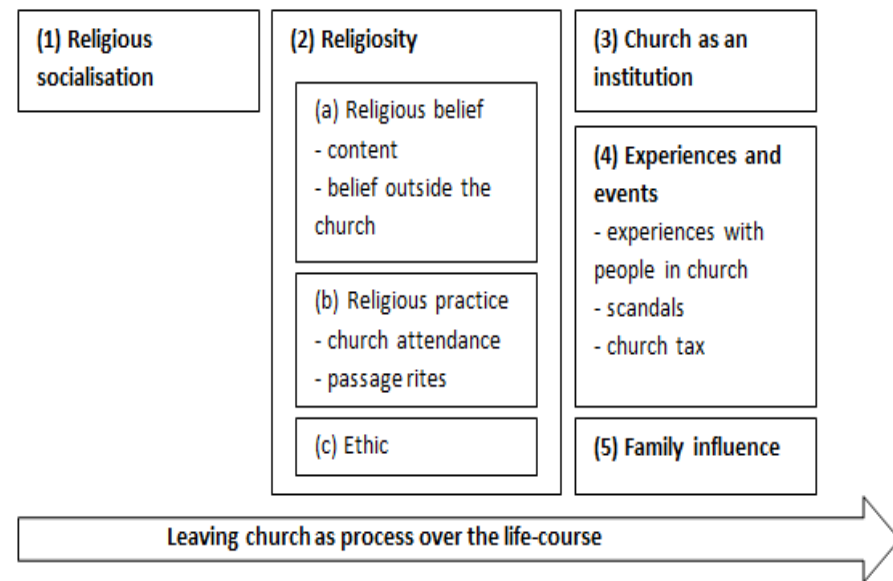 (1) Religious
socialisation
(2) Religiosity
(a) Religious belief
- content
- belief outside the
church
(b) Religious practice
- church attendance
- passage rites
(c) Ethic
(3) Church as an
institution
(4) Experiences and
events
- experiences with
people in church
- scandals
- church tax
(5) Family influence
Leaving church as process over the life-course